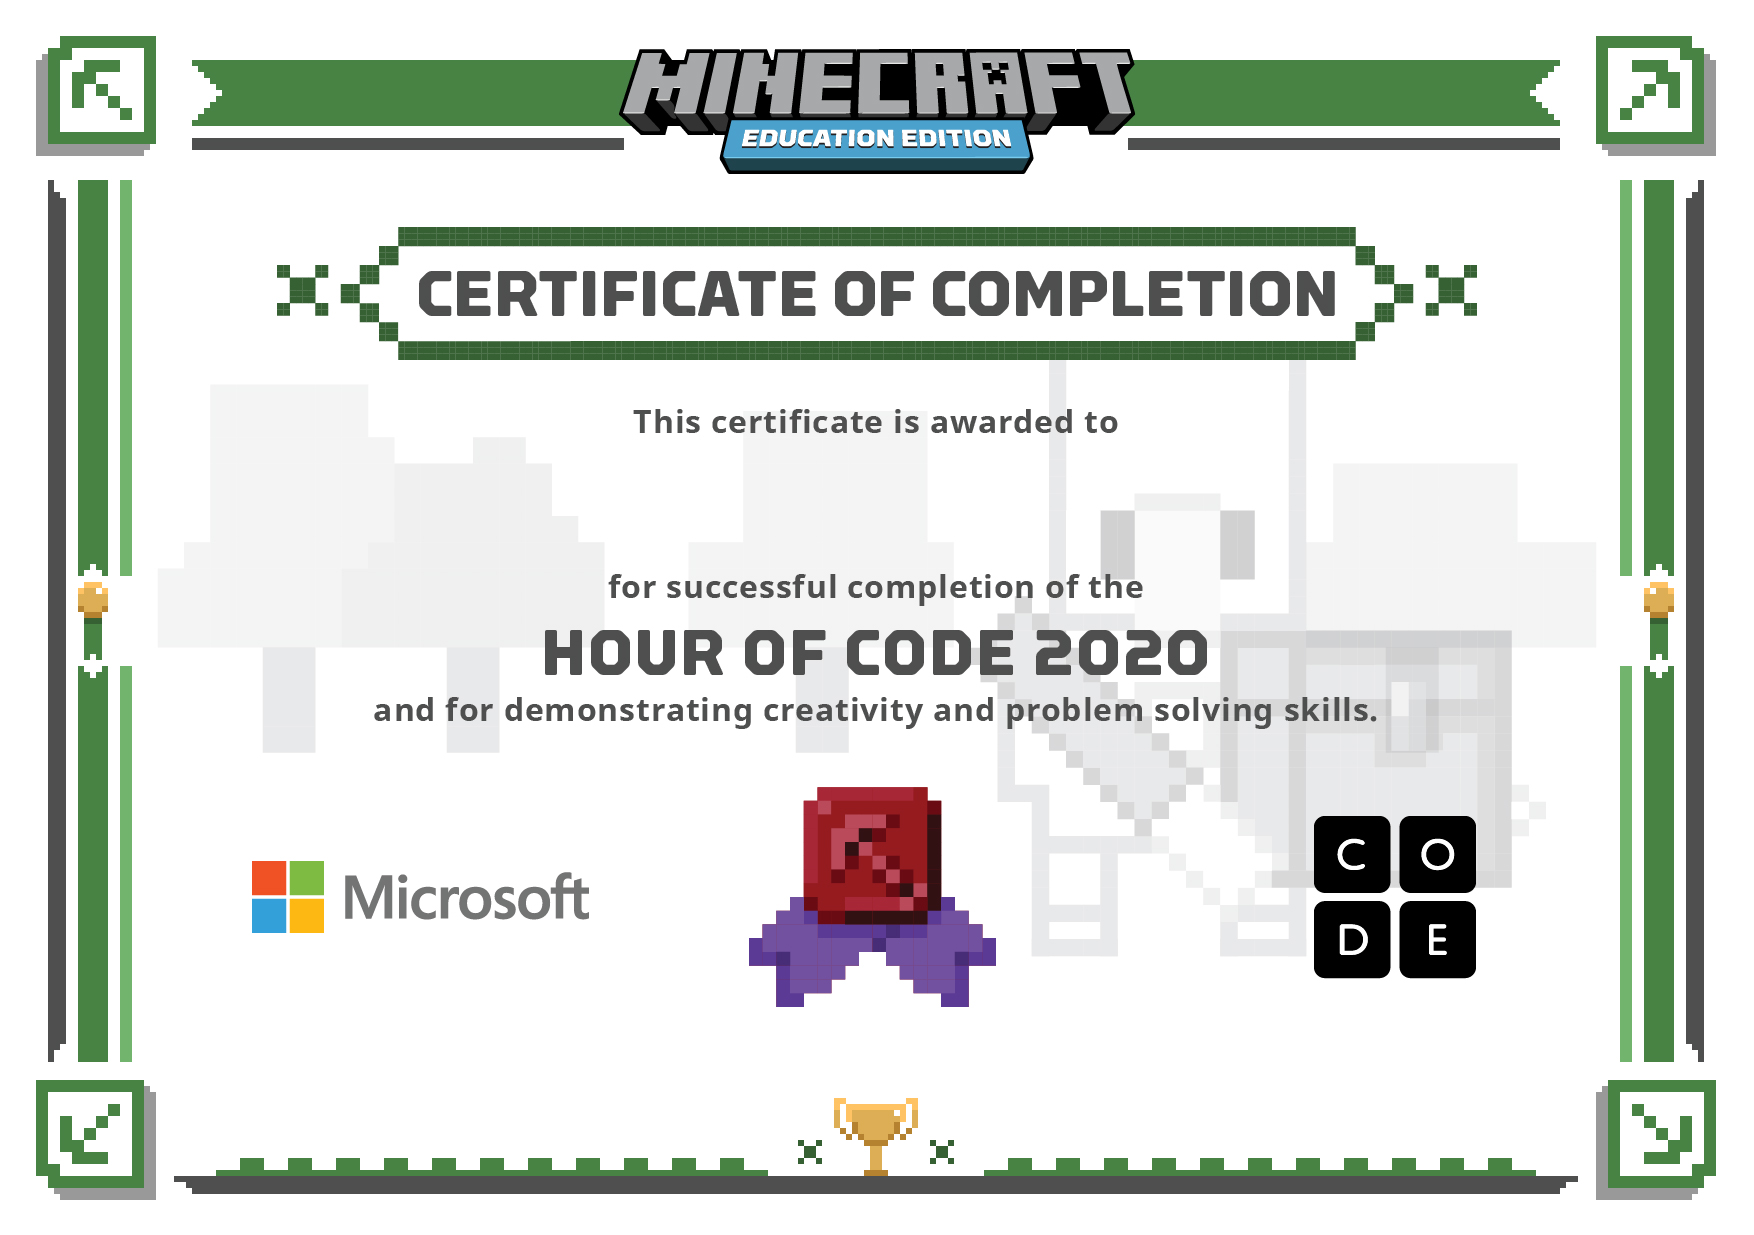 MINECRAFT
EDUCATION EDITION
CERTIFICATE OF COMPLETION
This certificate is awarded to
for successful completion of the
HOUR OF CODE 2020
and for demonstrating creativity and problem solving skills.
Microsoft
C O
D E